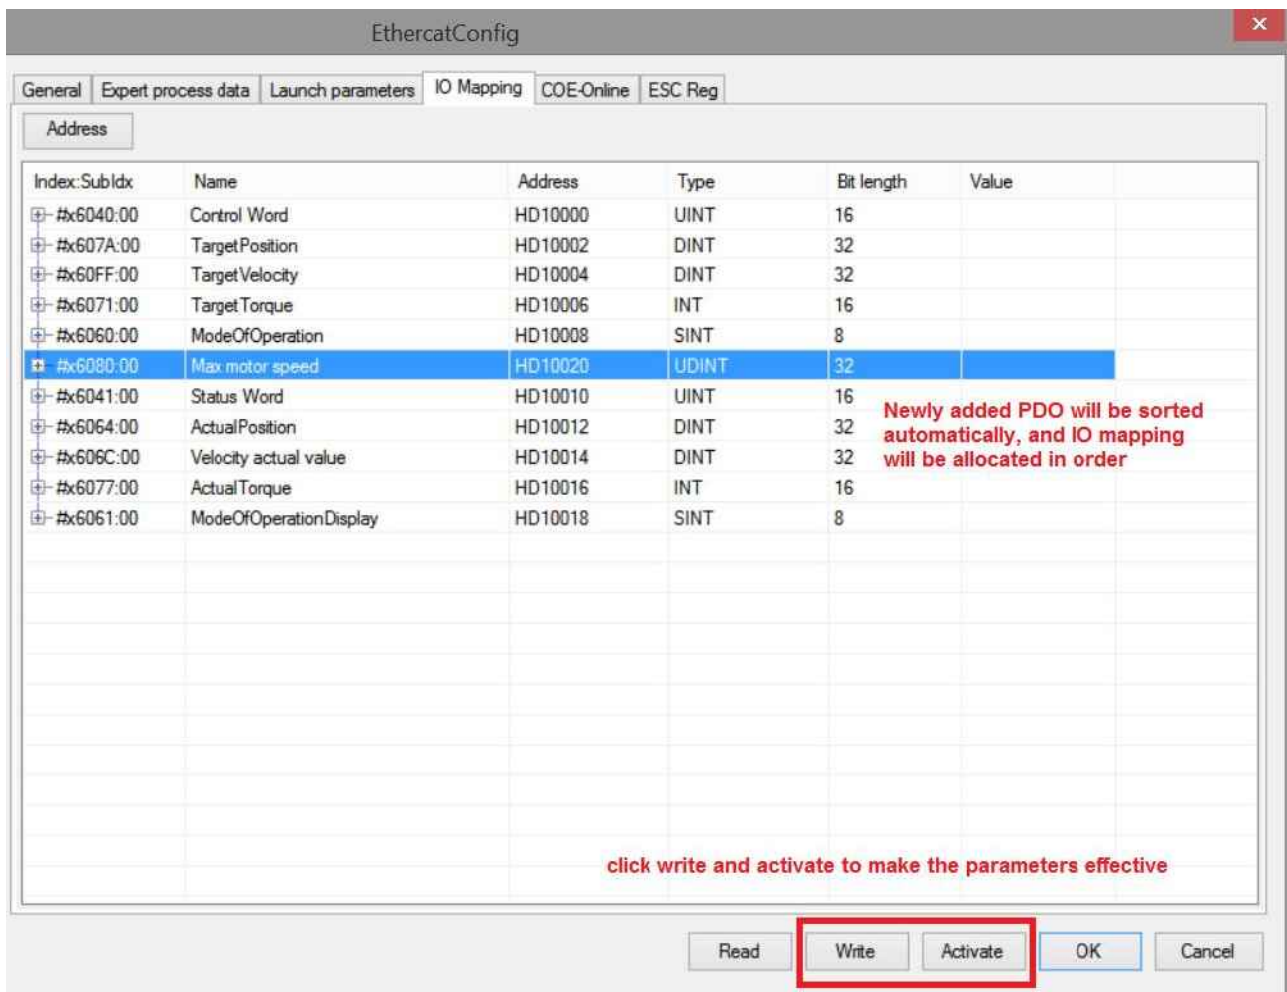 EthercatConfig
General Expert process data Launch parameters IO Mapping COE-Online ESC Reg
Address
Index:SubIdx Name Address Type Bit length Value
#x6040:00 Control Word HD10000 UINT 16
#x607A:00 TargetPosition HD10002 DINT 32
#x60FF:00 TargetVelocity HD10004 DINT 32
#x6071:00 TargetTorque HD10006 INT 16
#x6060:00 ModeOfOperation HD10008 SINT 8
#x6080:00 Max motor speed HD10020 UDINT 32
#x6041:00 Status Word HD10010 UINT 16
#x6064:00 ActualPosition HD10012 DINT 32
#x606C:00 Velocity actual value HD10014 DINT 32
#x6077:00 ActualTorque HD10016 INT 16
#x6061:00 ModeOfOperationDisplay HD10018 SINT 8
Newly added PDO will be sorted
automatically, and IO mapping
will be allocated in order
click write and activate to make the parameters effective
Read Write Activate OK Cancel